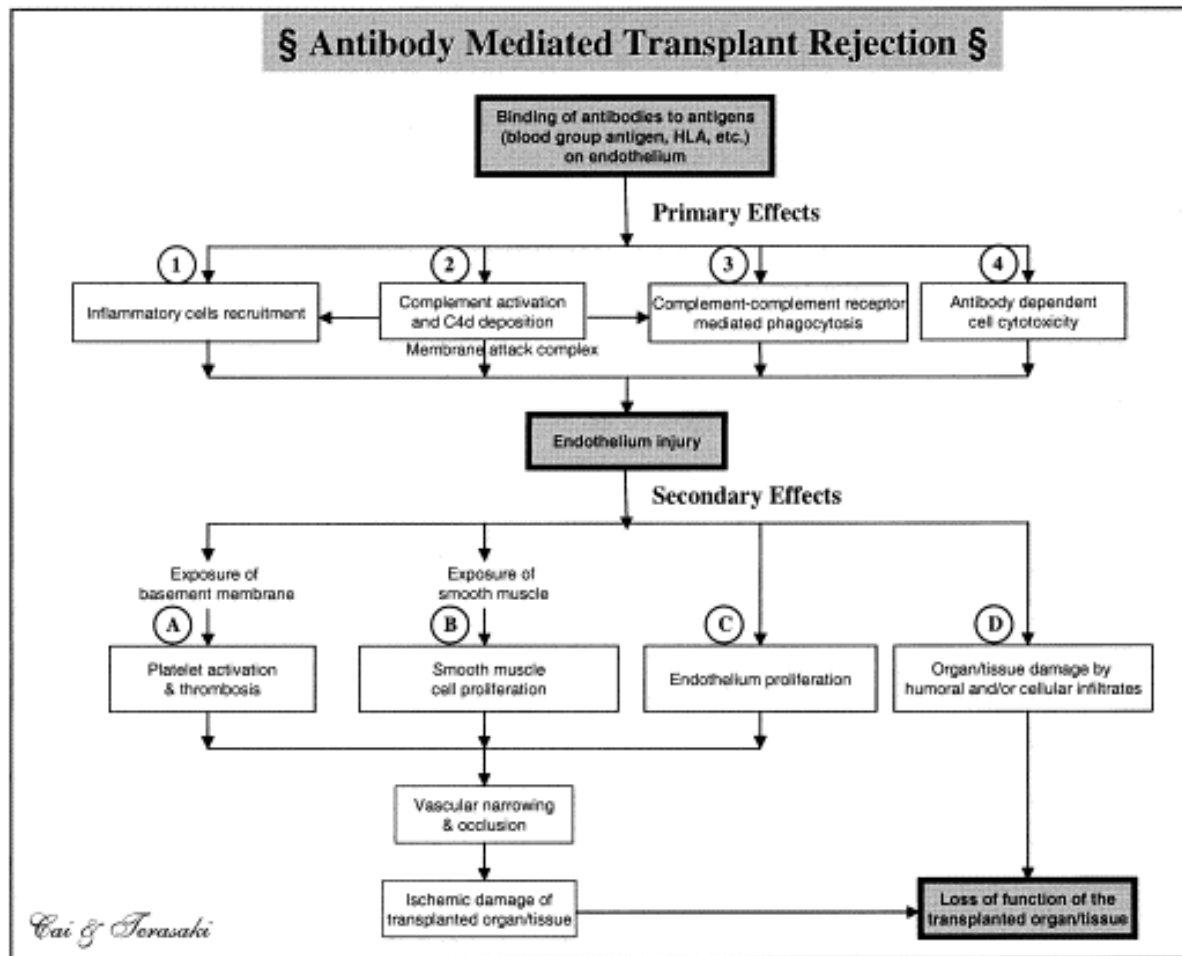 § Antibody Mediated Transplant Rejection §
Binding of antibodies to antigens
(blood group antigen, HLA, etc.)
on endothelium
Primary Effects
1
Inflammatory cells recruitment
2
Complement activation
and C4d deposition
Membrane attack complex
3
Complement-complement receptor
mediated phagocytosis
4
Antibody dependent
cell cytotoxicity
Endothelium injury
Secondary Effects
Exposure of
basement membrane
A
Platelet activation
& thrombosis
Exposure of
smooth muscle
B
Smooth muscle
cell proliferation
C
Endothelium proliferation
D
Organ/tissue damage by
humoral and/or cellular infiltrates
Vascular narrowing
& occlusion
Ischemic damage of
transplanted organ/tissue
Loss of function of the
transplanted organ/tissue
Cai & Terasaki